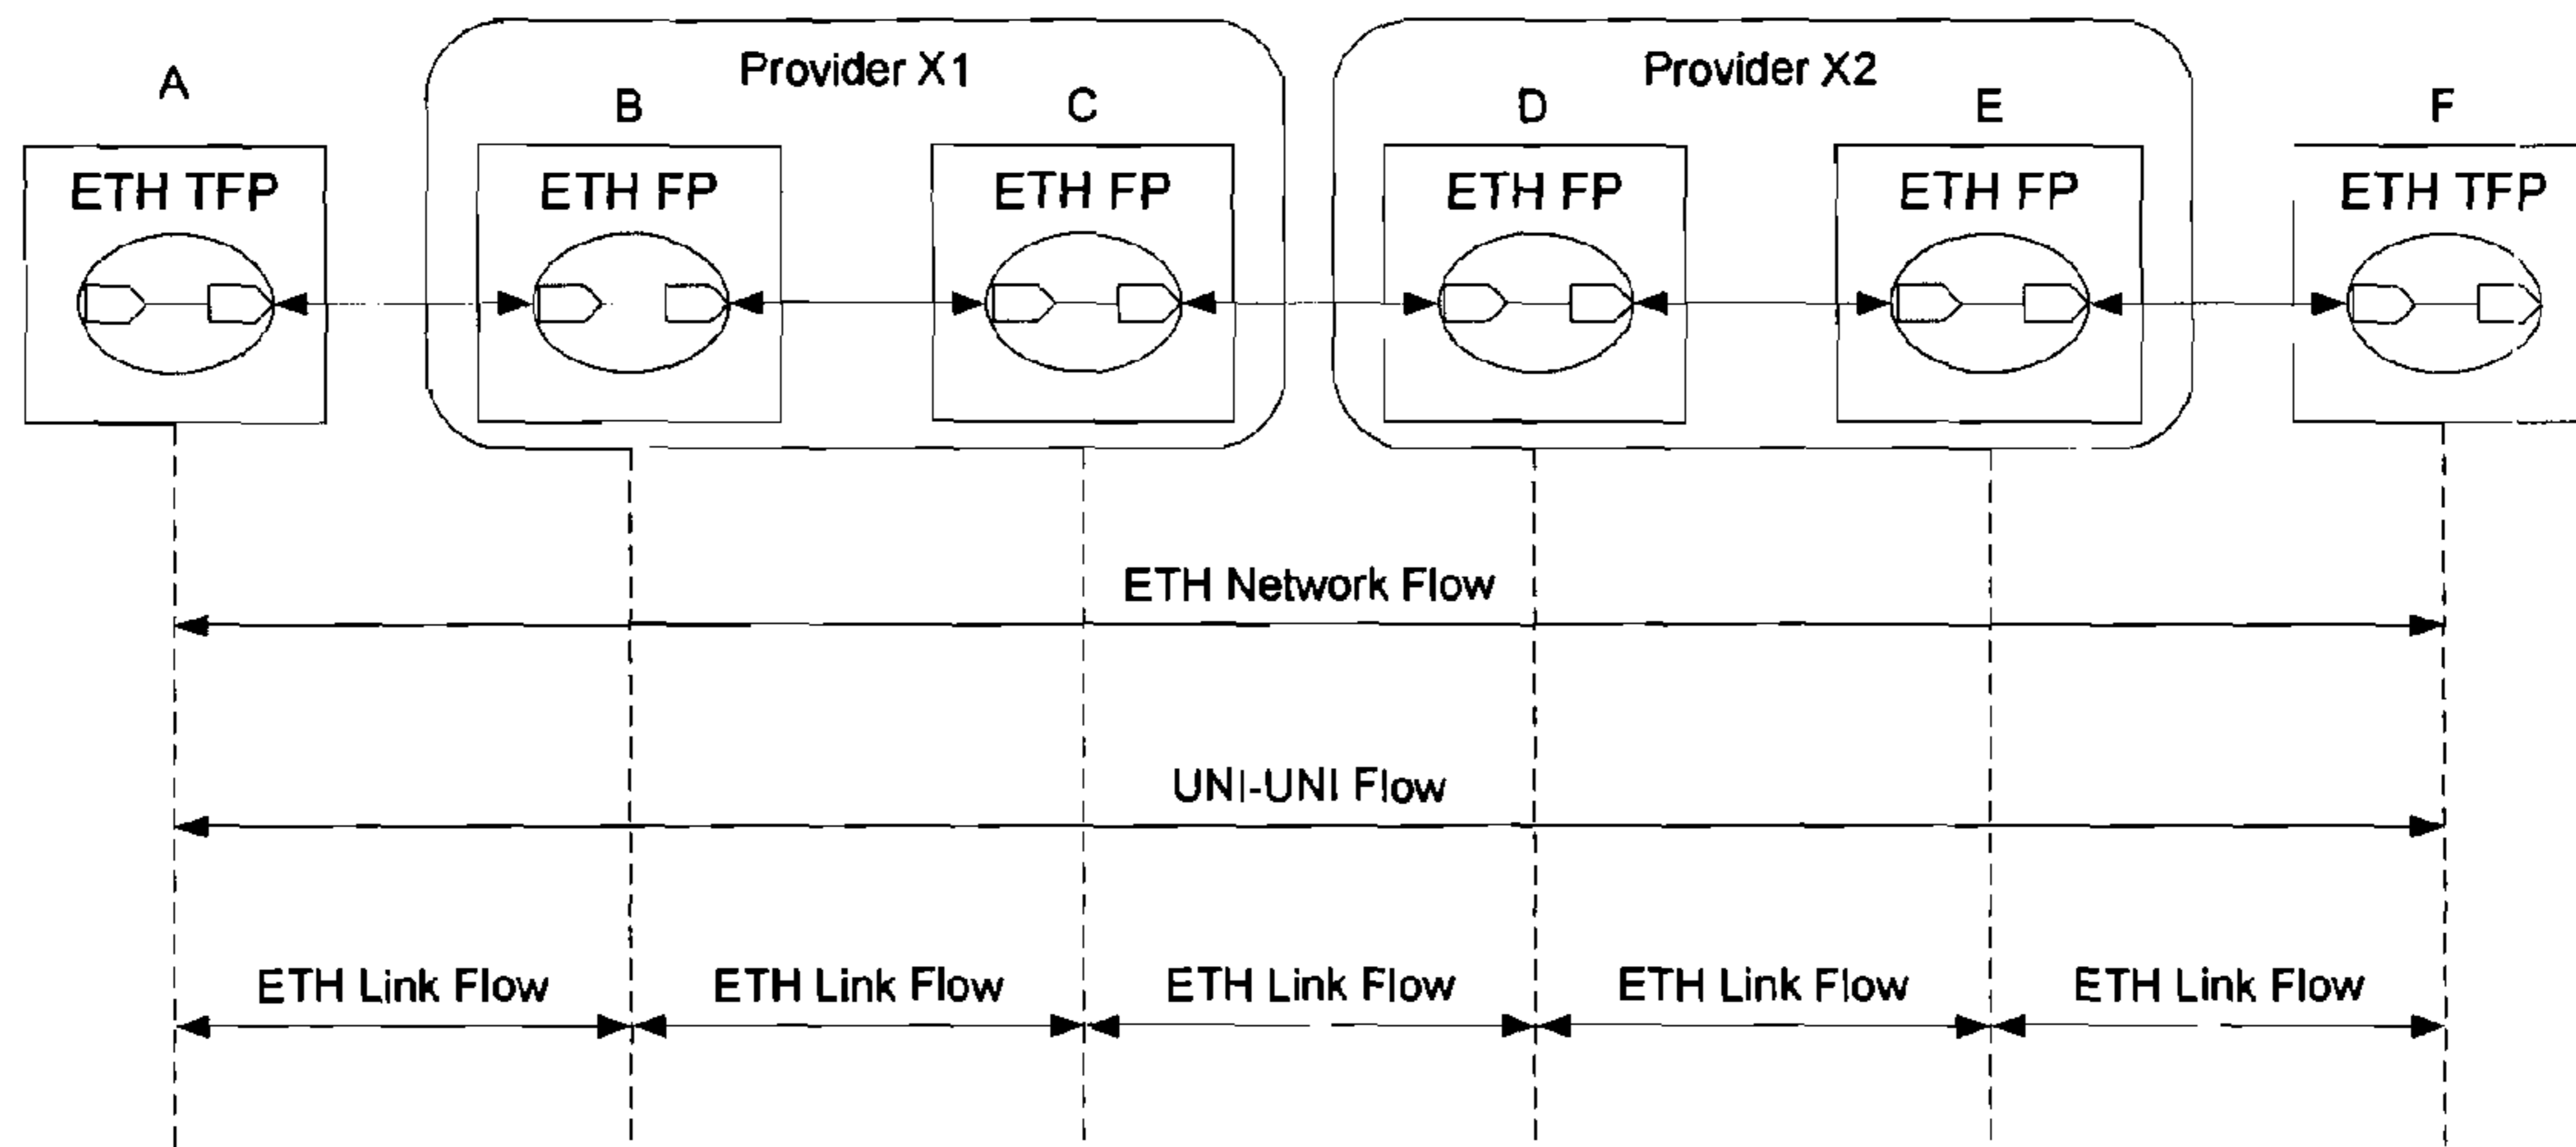 Provider X1
Provider X2
A
B
C
D
E
F
ETH TFP
ETH FP
ETH FP
ETH FP
ETH FP
ETH TFP
ETH Network Flow
UNI-UNI Flow
ETH Link Flow
ETH Link Flow
ETH Link Flow
ETH Link Flow
ETH Link Flow